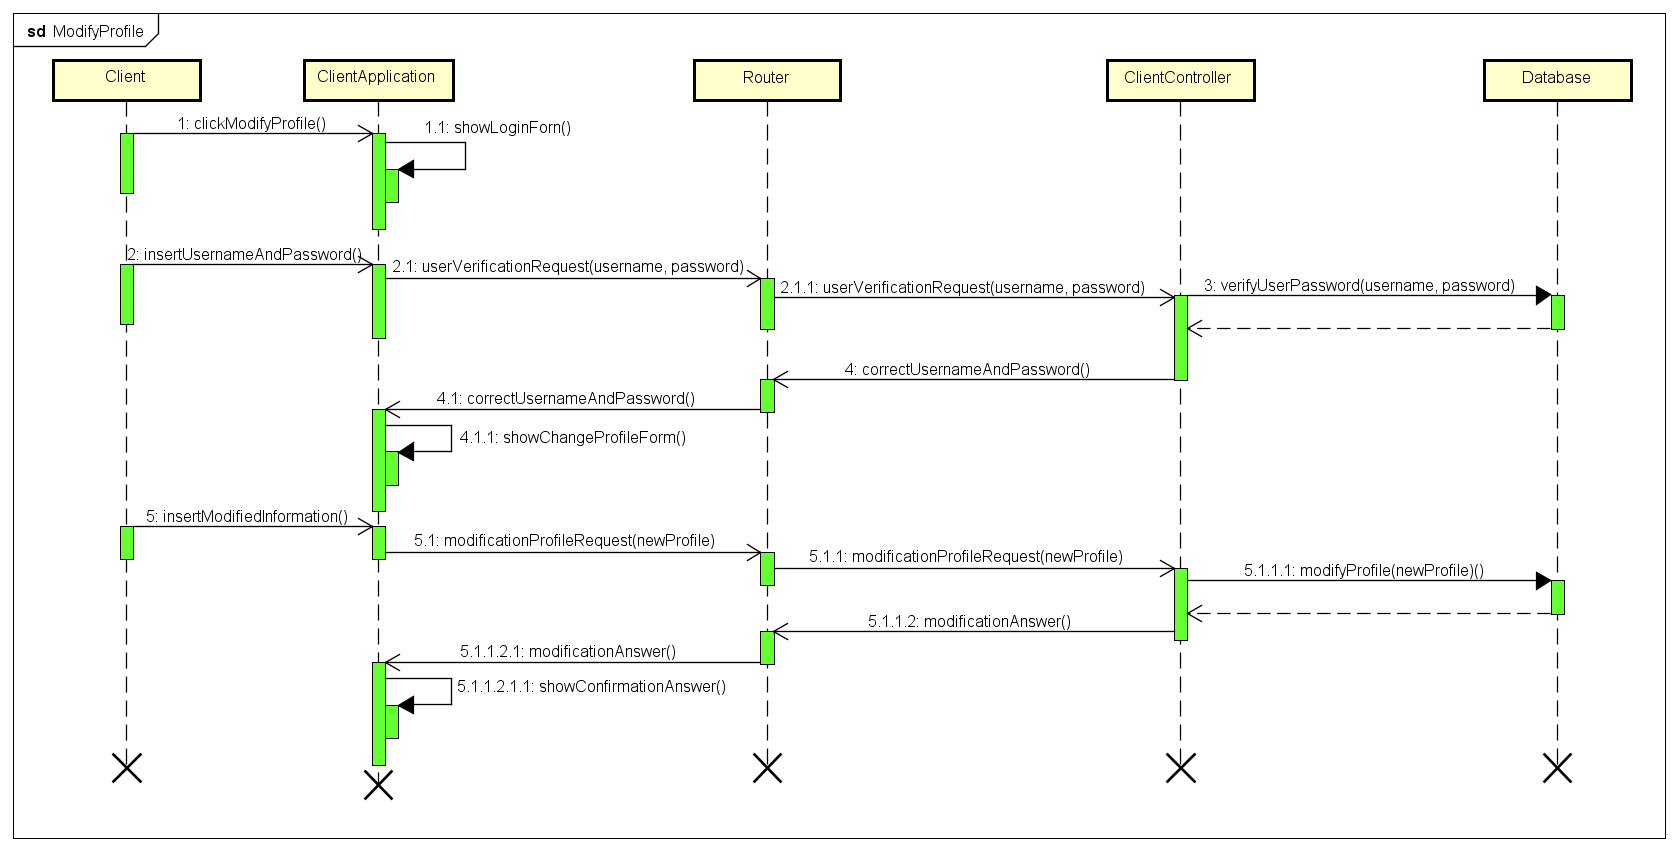 sd ModifyProfile
Client
ClientApplication
Router
ClientController
Database
1: clickModifyProfile()
1.1: showLoginForn()
2: insertUsernameAndPassword()
2.1: userVerificationRequest(username, password)
2.1.1: userVerificationRequest(username, password)
3: verifyUserPassword(username, password)
4: correctUsernameAndPassword()
4.1: correctUsernameAndPassword()
4.1.1: showChangeProfileForm()
5: insertModifiedInformation()
5.1: modificationProfileRequest(newProfile)
5.1.1: modificationProfileRequest(newProfile)
5.1.1.1: modifyProfile(newProfile)()
5.1.1.2: modificationAnswer()
5.1.1.2.1: modificationAnswer()
5.1.1.2.1.1: showConfirmationAnswer()